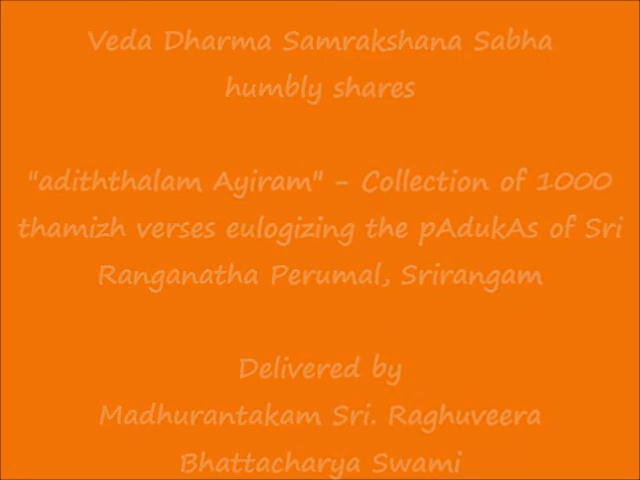 Veda Dharma Samrakshana Sabha
humbly shares
"adiththalam Ayiram" - Collection of 1000
thamizh verses eulogizing the pAdukAs of Sri
Ranganatha Perumal, Srirangam
Delivered by
Madhurantakam Sri. Raghuveera
Bhattacharya Swami